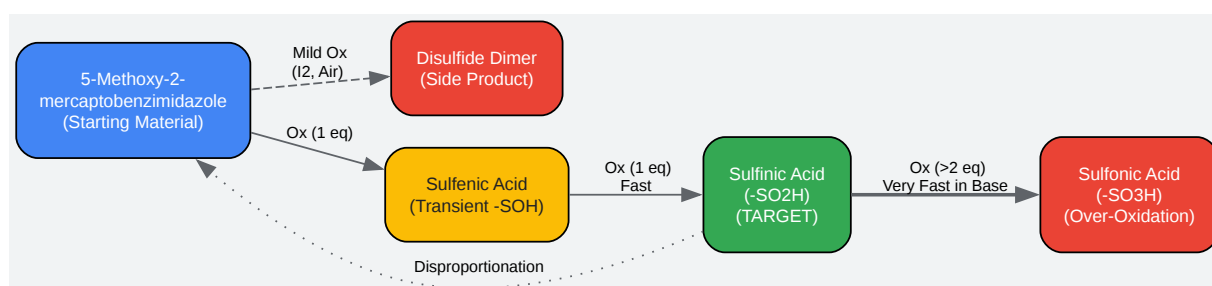 5-Methoxy-2-
mercaptobenzimidazole
(Starting Material)
Mild Ox
(I2, Air)
Disulfide Dimer
(Side Product)
Ox (1 eq)
Sulfenic Acid
(Transient -SOH)
Ox (1 eq)
Fast
Sulfinic Acid
(-SO2H)
(TARGET)
Ox (>2 eq)
Very Fast in Base
Sulfonic Acid
(-SO3H)
(Over-Oxidation)
Disproportionation